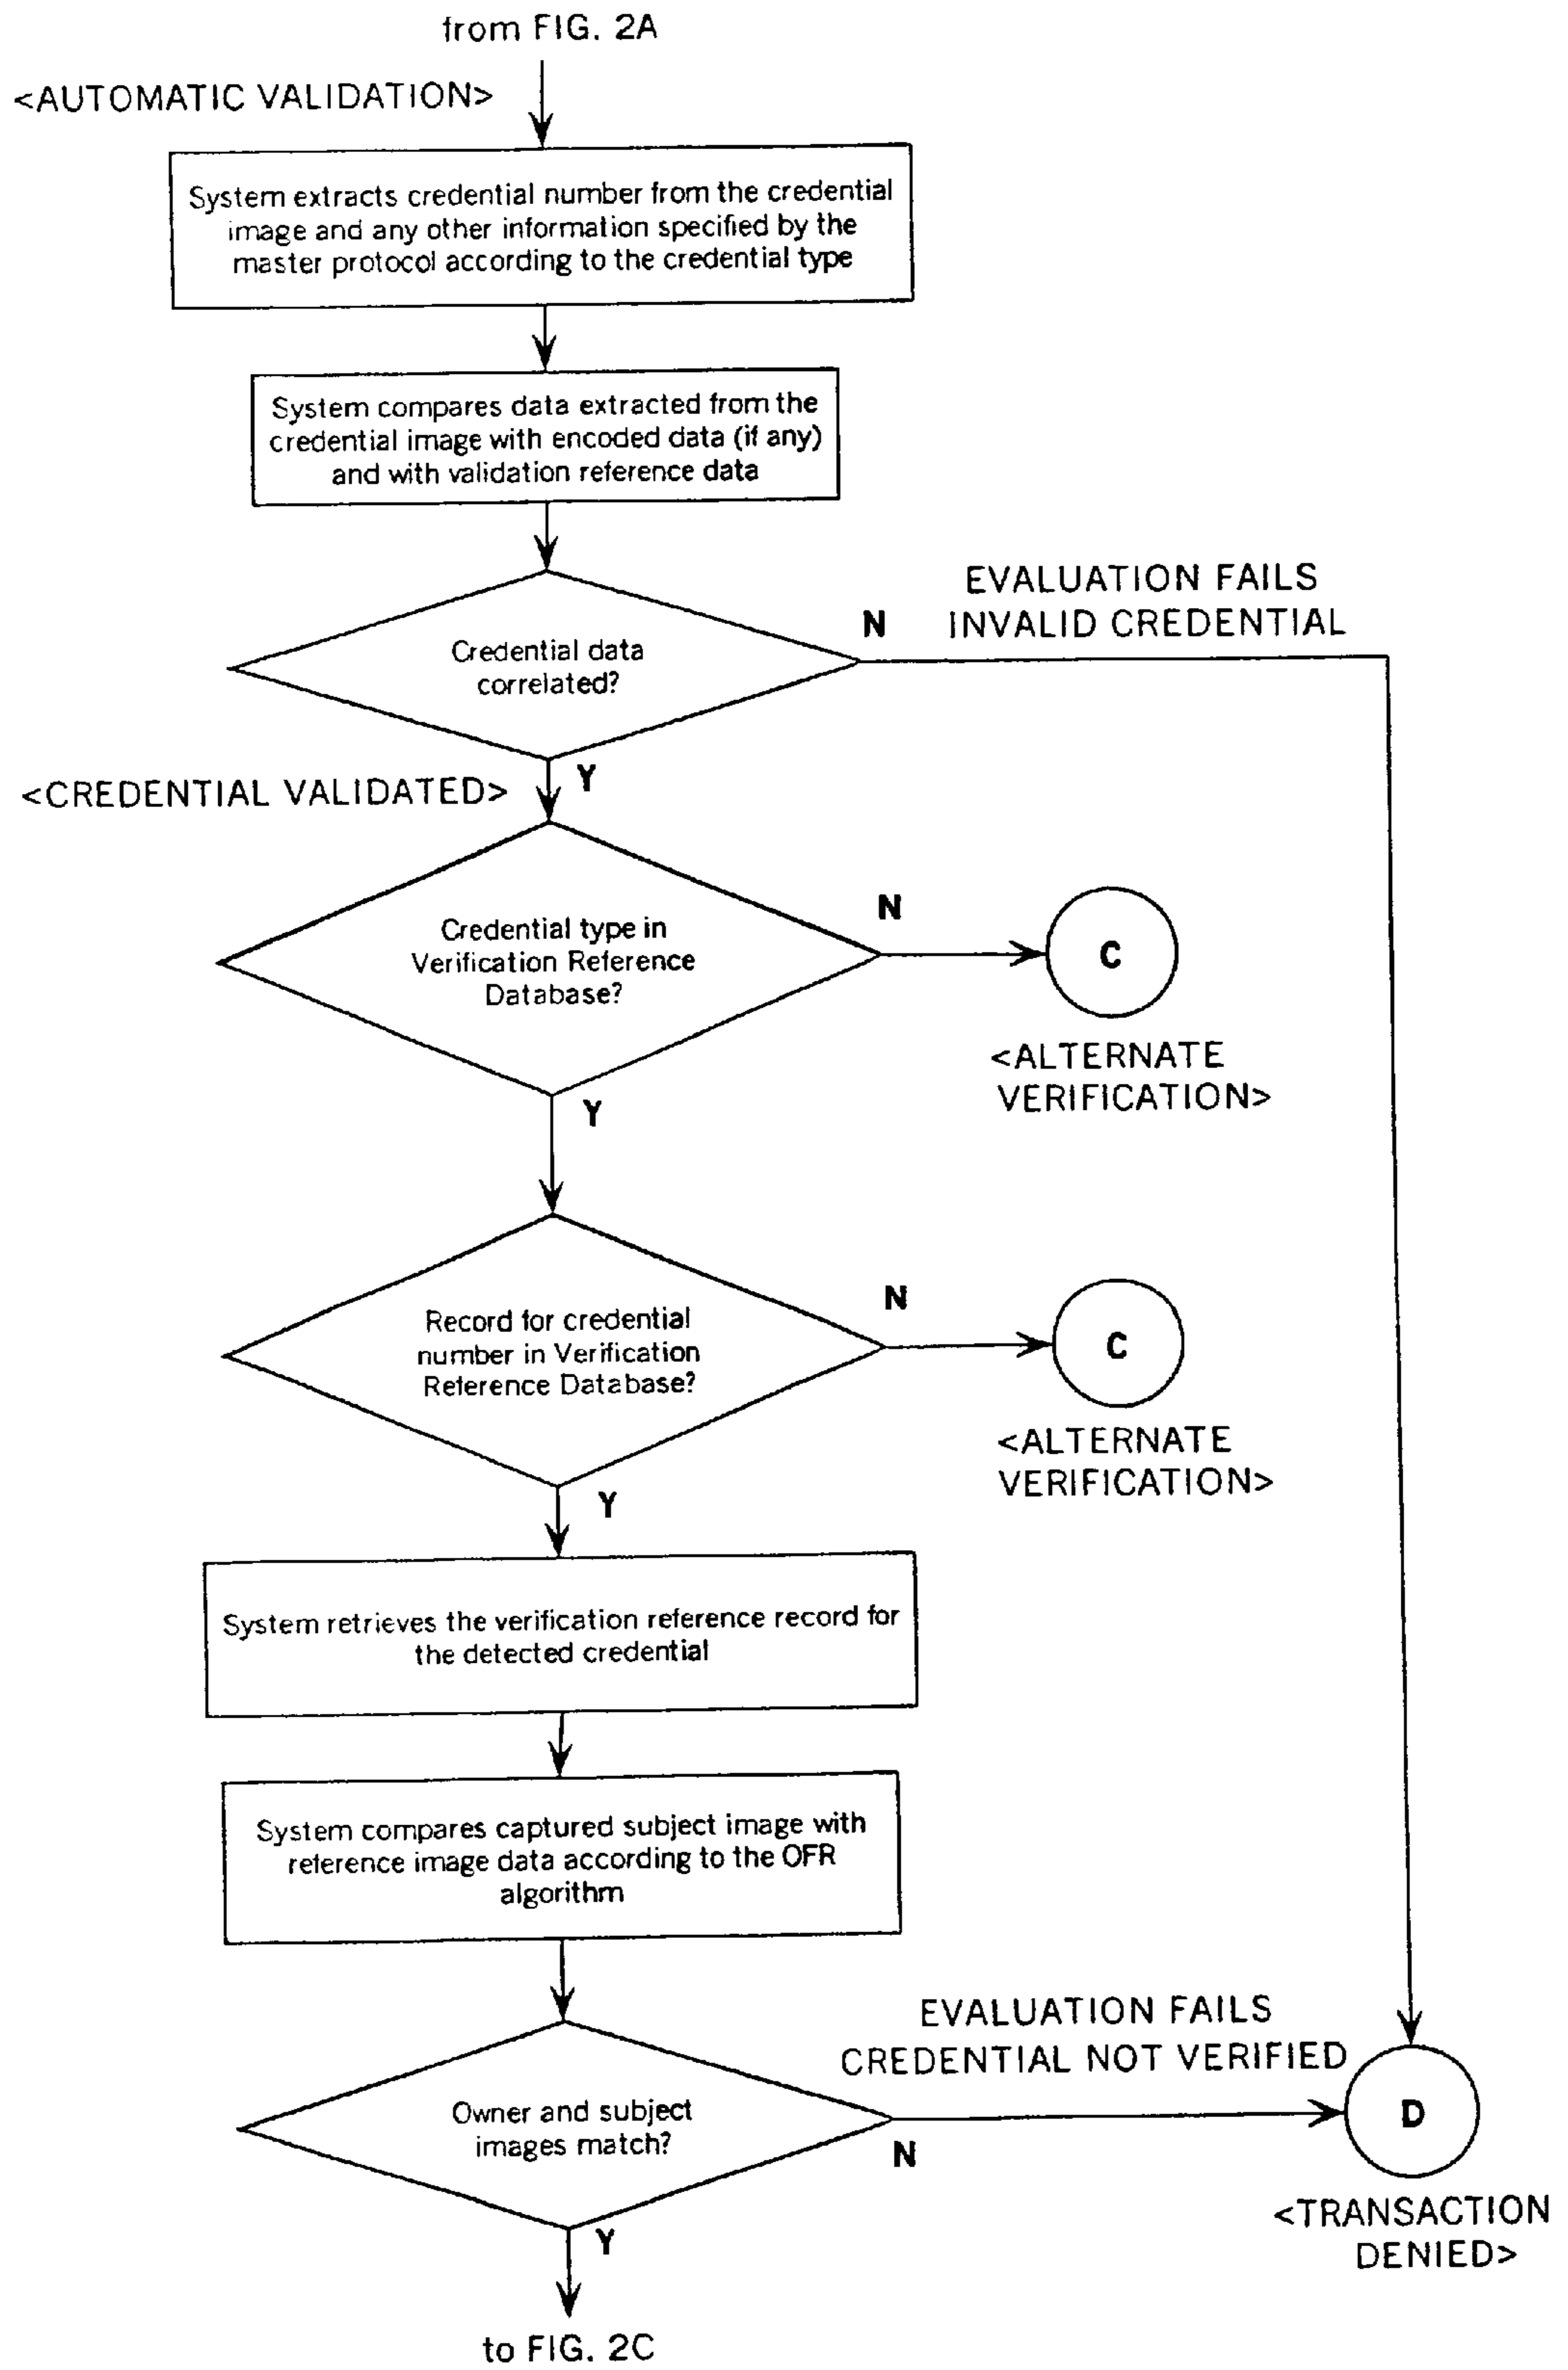 from FIG. 2A
<AUTOMATIC VALIDATION>
System extracts credential number from the credential
image and any other information specified by the
master protocol according to the credential type
System compares data extracted from the
credential image with encoded data (if any)
and with validation reference data
EVALUATION FAILS
N INVALID CREDENTIAL
Credential data
correlated?
Y
<CREDENTIAL VALIDATED>
N
Credential type in
Verification Reference
Database?
C
<ALTERNATE
VERIFICATION>
Y
N
Record for credential
number in Verification
Reference Database?
C
<ALTERNATE
VERIFICATION>
Y
System retrieves the verification reference record for
the detected credential
System compares captured subject image with
reference image data according to the OFR
algorithm
EVALUATION FAILS
CREDENTIAL NOT VERIFIED
Owner and subject
images match?
N
D
<TRANSACTION
DENIED>
Y
to FIG. 2C